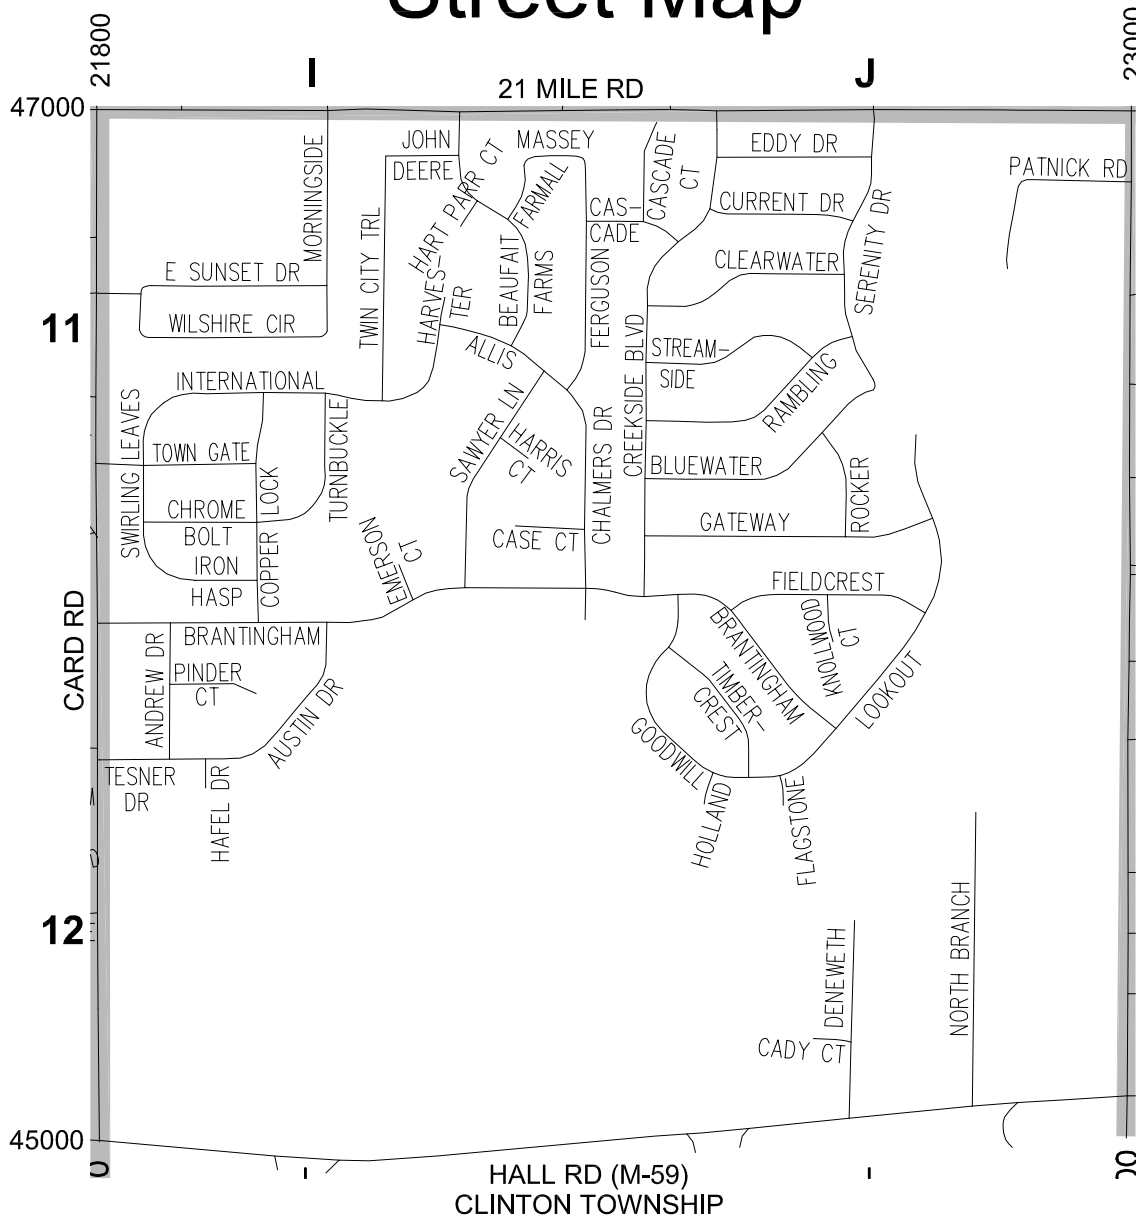 Street Map
21800
I
J
23000
21 MILE RD
47000
JOHN
DEERE
MASSEY
EDDY DR
PATNICK RD
MORNINGSIDE
HART PARR CT
FARMALL
CASCADE
CT
CAS-
CADE
CURRENT DR
SERENITY DR
TWIN CITY TRL
HARVES-
TER
BEAUFAIT
FARMS
FERGUSON
CLEARWATER
E SUNSET DR
WILSHIRE CIR
11
ALLIS
CREEKSIDE BLVD
STREAM-
SIDE
RAMBLING
INTERNATIONAL
SWIRLING LEAVES
TURNBUCKLE
TOWN GATE
SAWYER LN
HARRIS
CT
CHALMERS DR
BLUEWATER
ROCKER
CHROME
BOLT
COPPER LOCK
GATEWAY
IRON
HASP
EMERSON
CT
CASE CT
FIELDCREST
CARD RD
BRANTINGHAM
ANDREW DR
PINDER
CT
AUSTIN DR
BRANTINGHAM
KNOLLWOOD
CT
LOOKOUT
TIMBER-
CREST
GOODWILL
TESNER
DR
HAFEL DR
HOLLAND
FLAGSTONE
12
DENEWETH
NORTH BRANCH
CADY CT
45000
HALL RD (M-59)
CLINTON TOWNSHIP